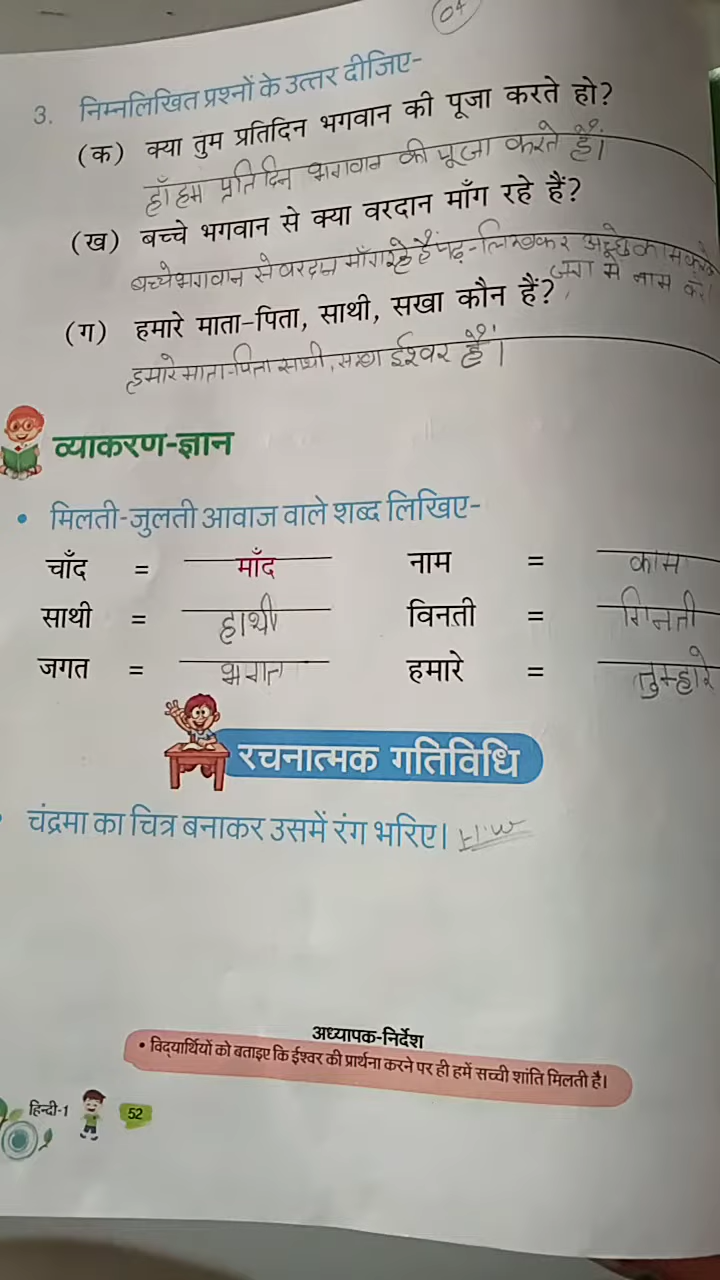 04
3. निम्नलिखित प्रश्नों के उत्तर दीजिए-
(क) क्या तुम प्रतिदिन भगवान की पूजा करते हो?
हाँ हम प्रतिदिन भगवान की पूजा करते हैं।
(ख) बच्चे भगवान से क्या वरदान माँग रहे हैं?
बच्चे भगवान से वरदान माँग रहे हैं पढ़-लिखकर अच्छे काम करके
जग में नाम करें
(ग) हमारे माता-पिता, साथी, सखा कौन हैं?
हमारे माता-पिता साथी, सखा ईश्वर हैं।
व्याकरण-ज्ञान
• मिलती-जुलती आवाज वाले शब्द लिखिए-
चाँद = माँद नाम = काम
साथी = हाथी विनती = गिनती
जगत = भगत हमारे = तुम्हारे
रचनात्मक गतिविधि
चंद्रमा का चित्र बनाकर उसमें रंग भरिए। H.W
अध्यापक-निर्देश
• विद्यार्थियों को बताइए कि ईश्वर की प्रार्थना करने पर ही हमें सच्ची शांति मिलती है।
हिन्दी-1 52